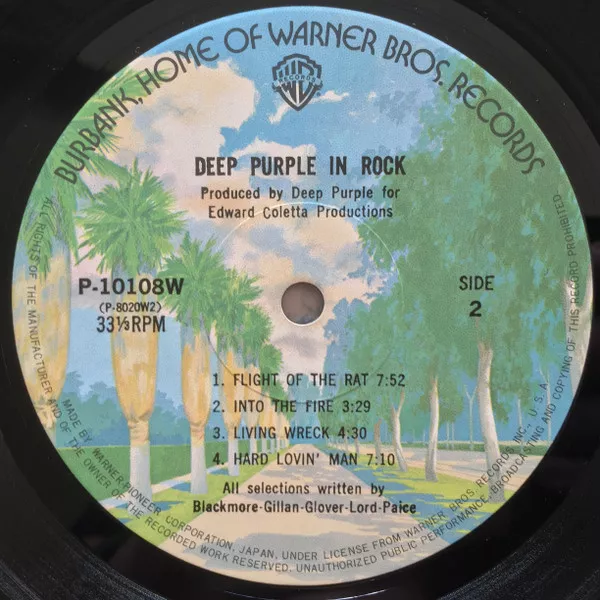 BURBANK, HOME OF WARNER BROS. RECORDS
W
RECORDS
DEEP PURPLE IN ROCK
Produced by Deep Purple for
Edward Coletta Productions
P-10108W
(P-8020W2)
33⅓RPM
SIDE
2
1. FLIGHT OF THE RAT 7:52
2. INTO THE FIRE 3:29
3. LIVING WRECK 4:30
4. HARD LOVIN' MAN 7:10
All selections written by
Blackmore-Gillan-Glover-Lord-Paice
MADE BY WARNER-PIONEER CORPORATION, JAPAN, UNDER LICENSE FROM WARNER BROS. RECORDS INC., U.S.A.
ALL RIGHTS OF THE MANUFACTURER AND OF THE OWNER OF THE RECORDED WORK RESERVED. UNAUTHORIZED PUBLIC PERFORMANCE, BROADCASTING AND COPYING OF THIS RECORD PROHIBITED.